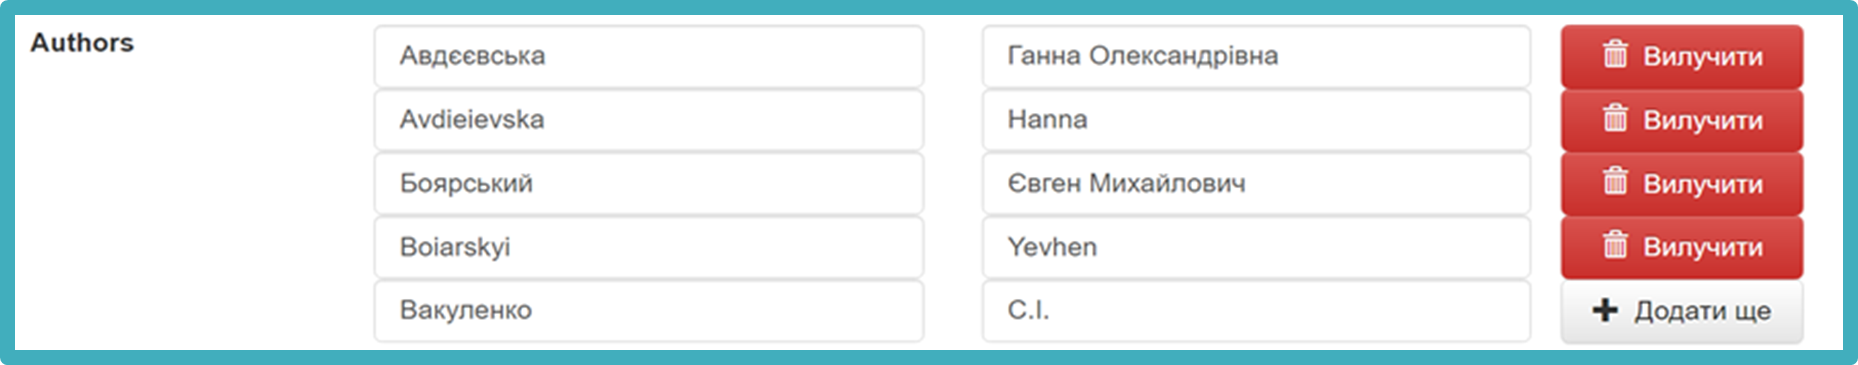 Authors Авдєєвська Ганна Олександрівна Вилучити
Avdieievska Hanna Вилучити
Боярський Євген Михайлович Вилучити
Boiarskyi Yevhen Вилучити
Вакуленко С.І. Додати ще